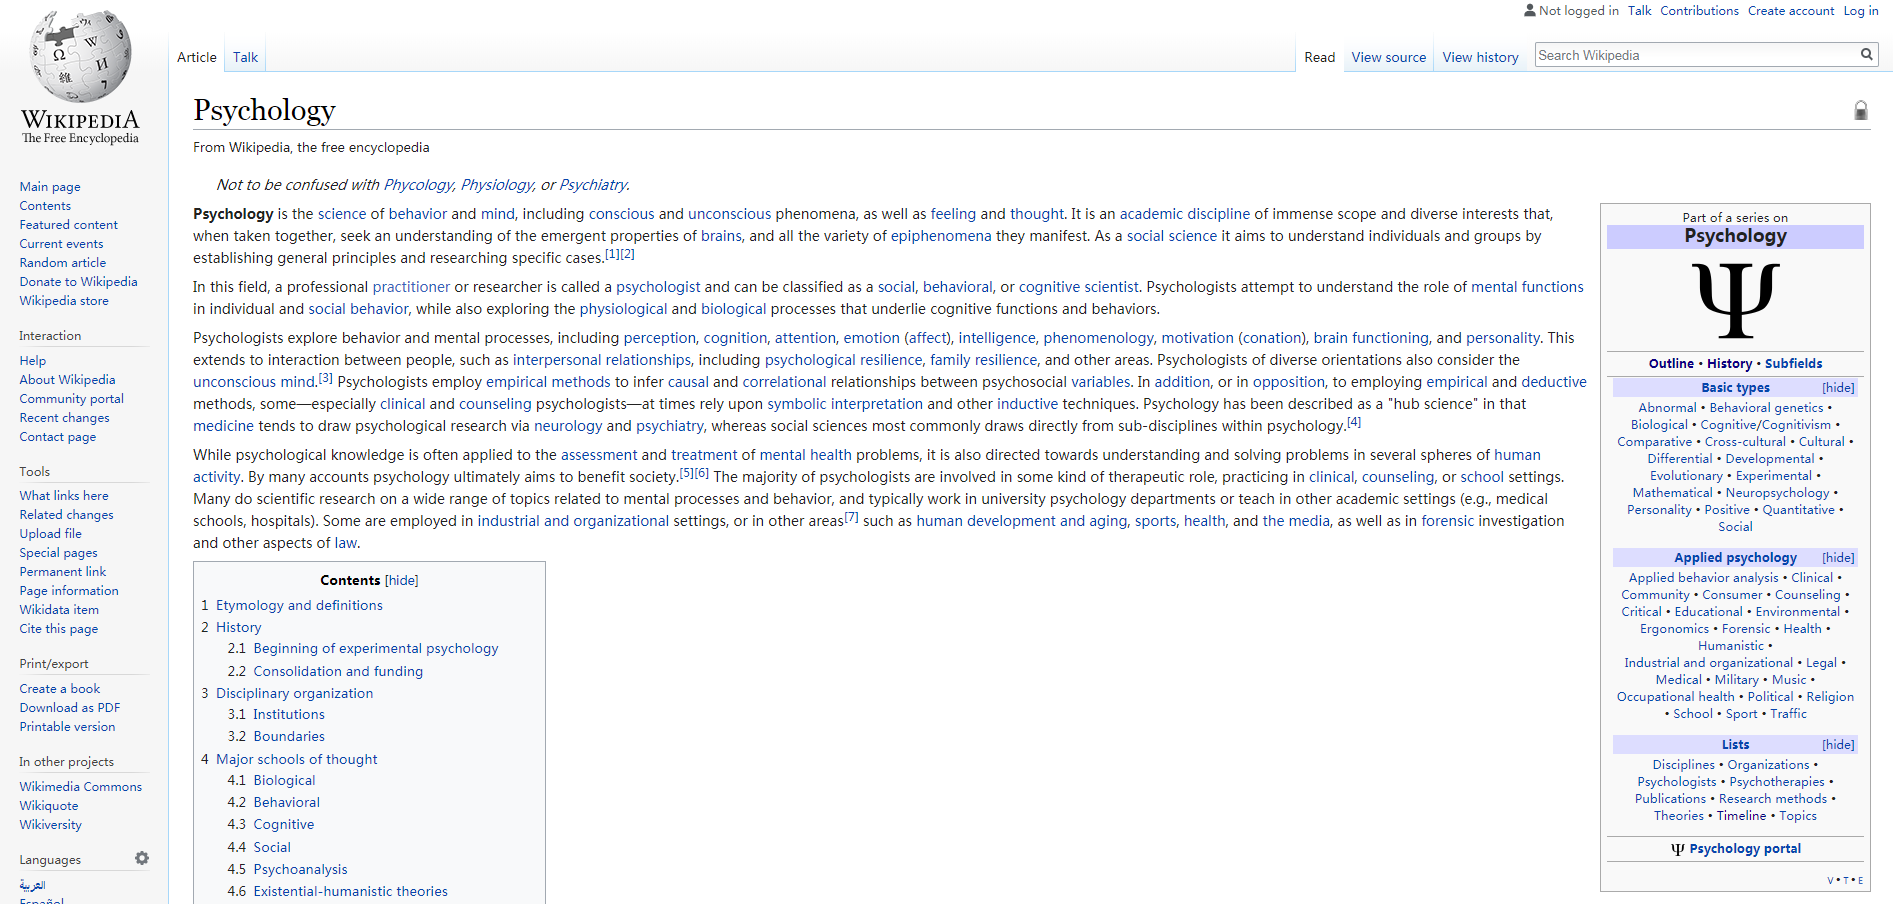 Not logged in Talk Contributions Create account Log in
Article Talk
Read View source View history Search Wikipedia
WIKIPEDIA
The Free Encyclopedia
Main page
Contents
Featured content
Current events
Random article
Donate to Wikipedia
Wikipedia store
Interaction
Help
About Wikipedia
Community portal
Recent changes
Contact page
Tools
What links here
Related changes
Upload file
Special pages
Permanent link
Page information
Wikidata item
Cite this page
Print/export
Create a book
Download as PDF
Printable version
In other projects
Wikimedia Commons
Wikiquote
Wikiversity
Languages
العربية
Español
Psychology
From Wikipedia, the free encyclopedia
Not to be confused with Phycology, Physiology, or Psychiatry.
Psychology is the science of behavior and mind, including conscious and unconscious phenomena, as well as feeling and thought. It is an academic discipline of immense scope and diverse interests that,
when taken together, seek an understanding of the emergent properties of brains, and all the variety of epiphenomena they manifest. As a social science it aims to understand individuals and groups by
establishing general principles and researching specific cases.[1][2]
In this field, a professional practitioner or researcher is called a psychologist and can be classified as a social, behavioral, or cognitive scientist. Psychologists attempt to understand the role of mental functions
in individual and social behavior, while also exploring the physiological and biological processes that underlie cognitive functions and behaviors.
Psychologists explore behavior and mental processes, including perception, cognition, attention, emotion (affect), intelligence, phenomenology, motivation (conation), brain functioning, and personality. This
extends to interaction between people, such as interpersonal relationships, including psychological resilience, family resilience, and other areas. Psychologists of diverse orientations also consider the
unconscious mind.[3] Psychologists employ empirical methods to infer causal and correlational relationships between psychosocial variables. In addition, or in opposition, to employing empirical and deductive
methods, some—especially clinical and counseling psychologists—at times rely upon symbolic interpretation and other inductive techniques. Psychology has been described as a "hub science" in that
medicine tends to draw psychological research via neurology and psychiatry, whereas social sciences most commonly draws directly from sub-disciplines within psychology.[4]
While psychological knowledge is often applied to the assessment and treatment of mental health problems, it is also directed towards understanding and solving problems in several spheres of human
activity. By many accounts psychology ultimately aims to benefit society.[5][6] The majority of psychologists are involved in some kind of therapeutic role, practicing in clinical, counseling, or school settings.
Many do scientific research on a wide range of topics related to mental processes and behavior, and typically work in university psychology departments or teach in other academic settings (e.g., medical
schools, hospitals). Some are employed in industrial and organizational settings, or in other areas[7] such as human development and aging, sports, health, and the media, as well as in forensic investigation
and other aspects of law.
Contents [hide]
1 Etymology and definitions
2 History
2.1 Beginning of experimental psychology
2.2 Consolidation and funding
3 Disciplinary organization
3.1 Institutions
3.2 Boundaries
4 Major schools of thought
4.1 Biological
4.2 Behavioral
4.3 Cognitive
4.4 Social
4.5 Psychoanalysis
4.6 Existential-humanistic theories
Part of a series on
Psychology
Ψ
Outline • History • Subfields
Basic types [hide]
Abnormal • Behavioral genetics •
Biological • Cognitive/Cognitivism •
Comparative • Cross-cultural • Cultural •
Differential • Developmental •
Evolutionary • Experimental •
Mathematical • Neuropsychology •
Personality • Positive • Quantitative •
Social
Applied psychology [hide]
Applied behavior analysis • Clinical •
Community • Consumer • Counseling •
Critical • Educational • Environmental •
Ergonomics • Forensic • Health •
Humanistic •
Industrial and organizational • Legal •
Medical • Military • Music •
Occupational health • Political • Religion
• School • Sport • Traffic
Lists [hide]
Disciplines • Organizations •
Psychologists • Psychotherapies •
Publications • Research methods •
Theories • Timeline • Topics
Ψ Psychology portal
V • T • E